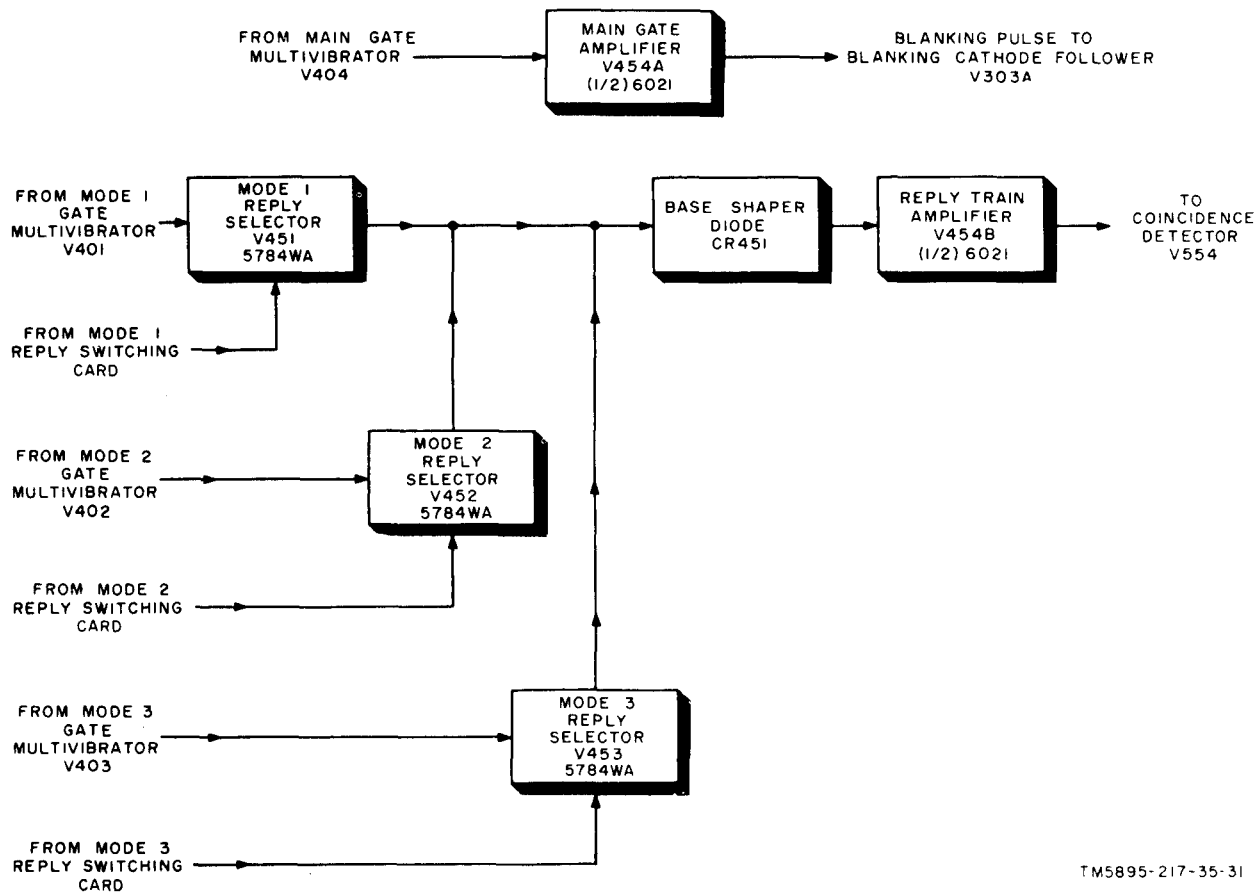 FROM MAIN GATE
MULTIVIBRATOR
V404
MAIN GATE
AMPLIFIER
V454A
(1/2) 6021
BLANKING PULSE TO
BLANKING CATHODE FOLLOWER
V303A
FROM MODE 1
GATE
MULTIVIBRATOR
V401
MODE 1
REPLY
SELECTOR
V451
5784WA
BASE SHAPER
DIODE
CR451
REPLY TRAIN
AMPLIFIER
V454B
(1/2) 6021
TO
COINCIDENCE
DETECTOR
V554
FROM MODE 1
REPLY SWITCHING
CARD
FROM MODE 2
GATE
MULTIVIBRATOR
V402
MODE 2
REPLY
SELECTOR
V452
5784WA
FROM MODE 2
REPLY SWITCHING
CARD
FROM MODE 3
GATE
MULTIVIBRATOR
V403
MODE 3
REPLY
SELECTOR
V453
5784WA
FROM MODE 3
REPLY SWITCHING
CARD
TM5895-217-35-31